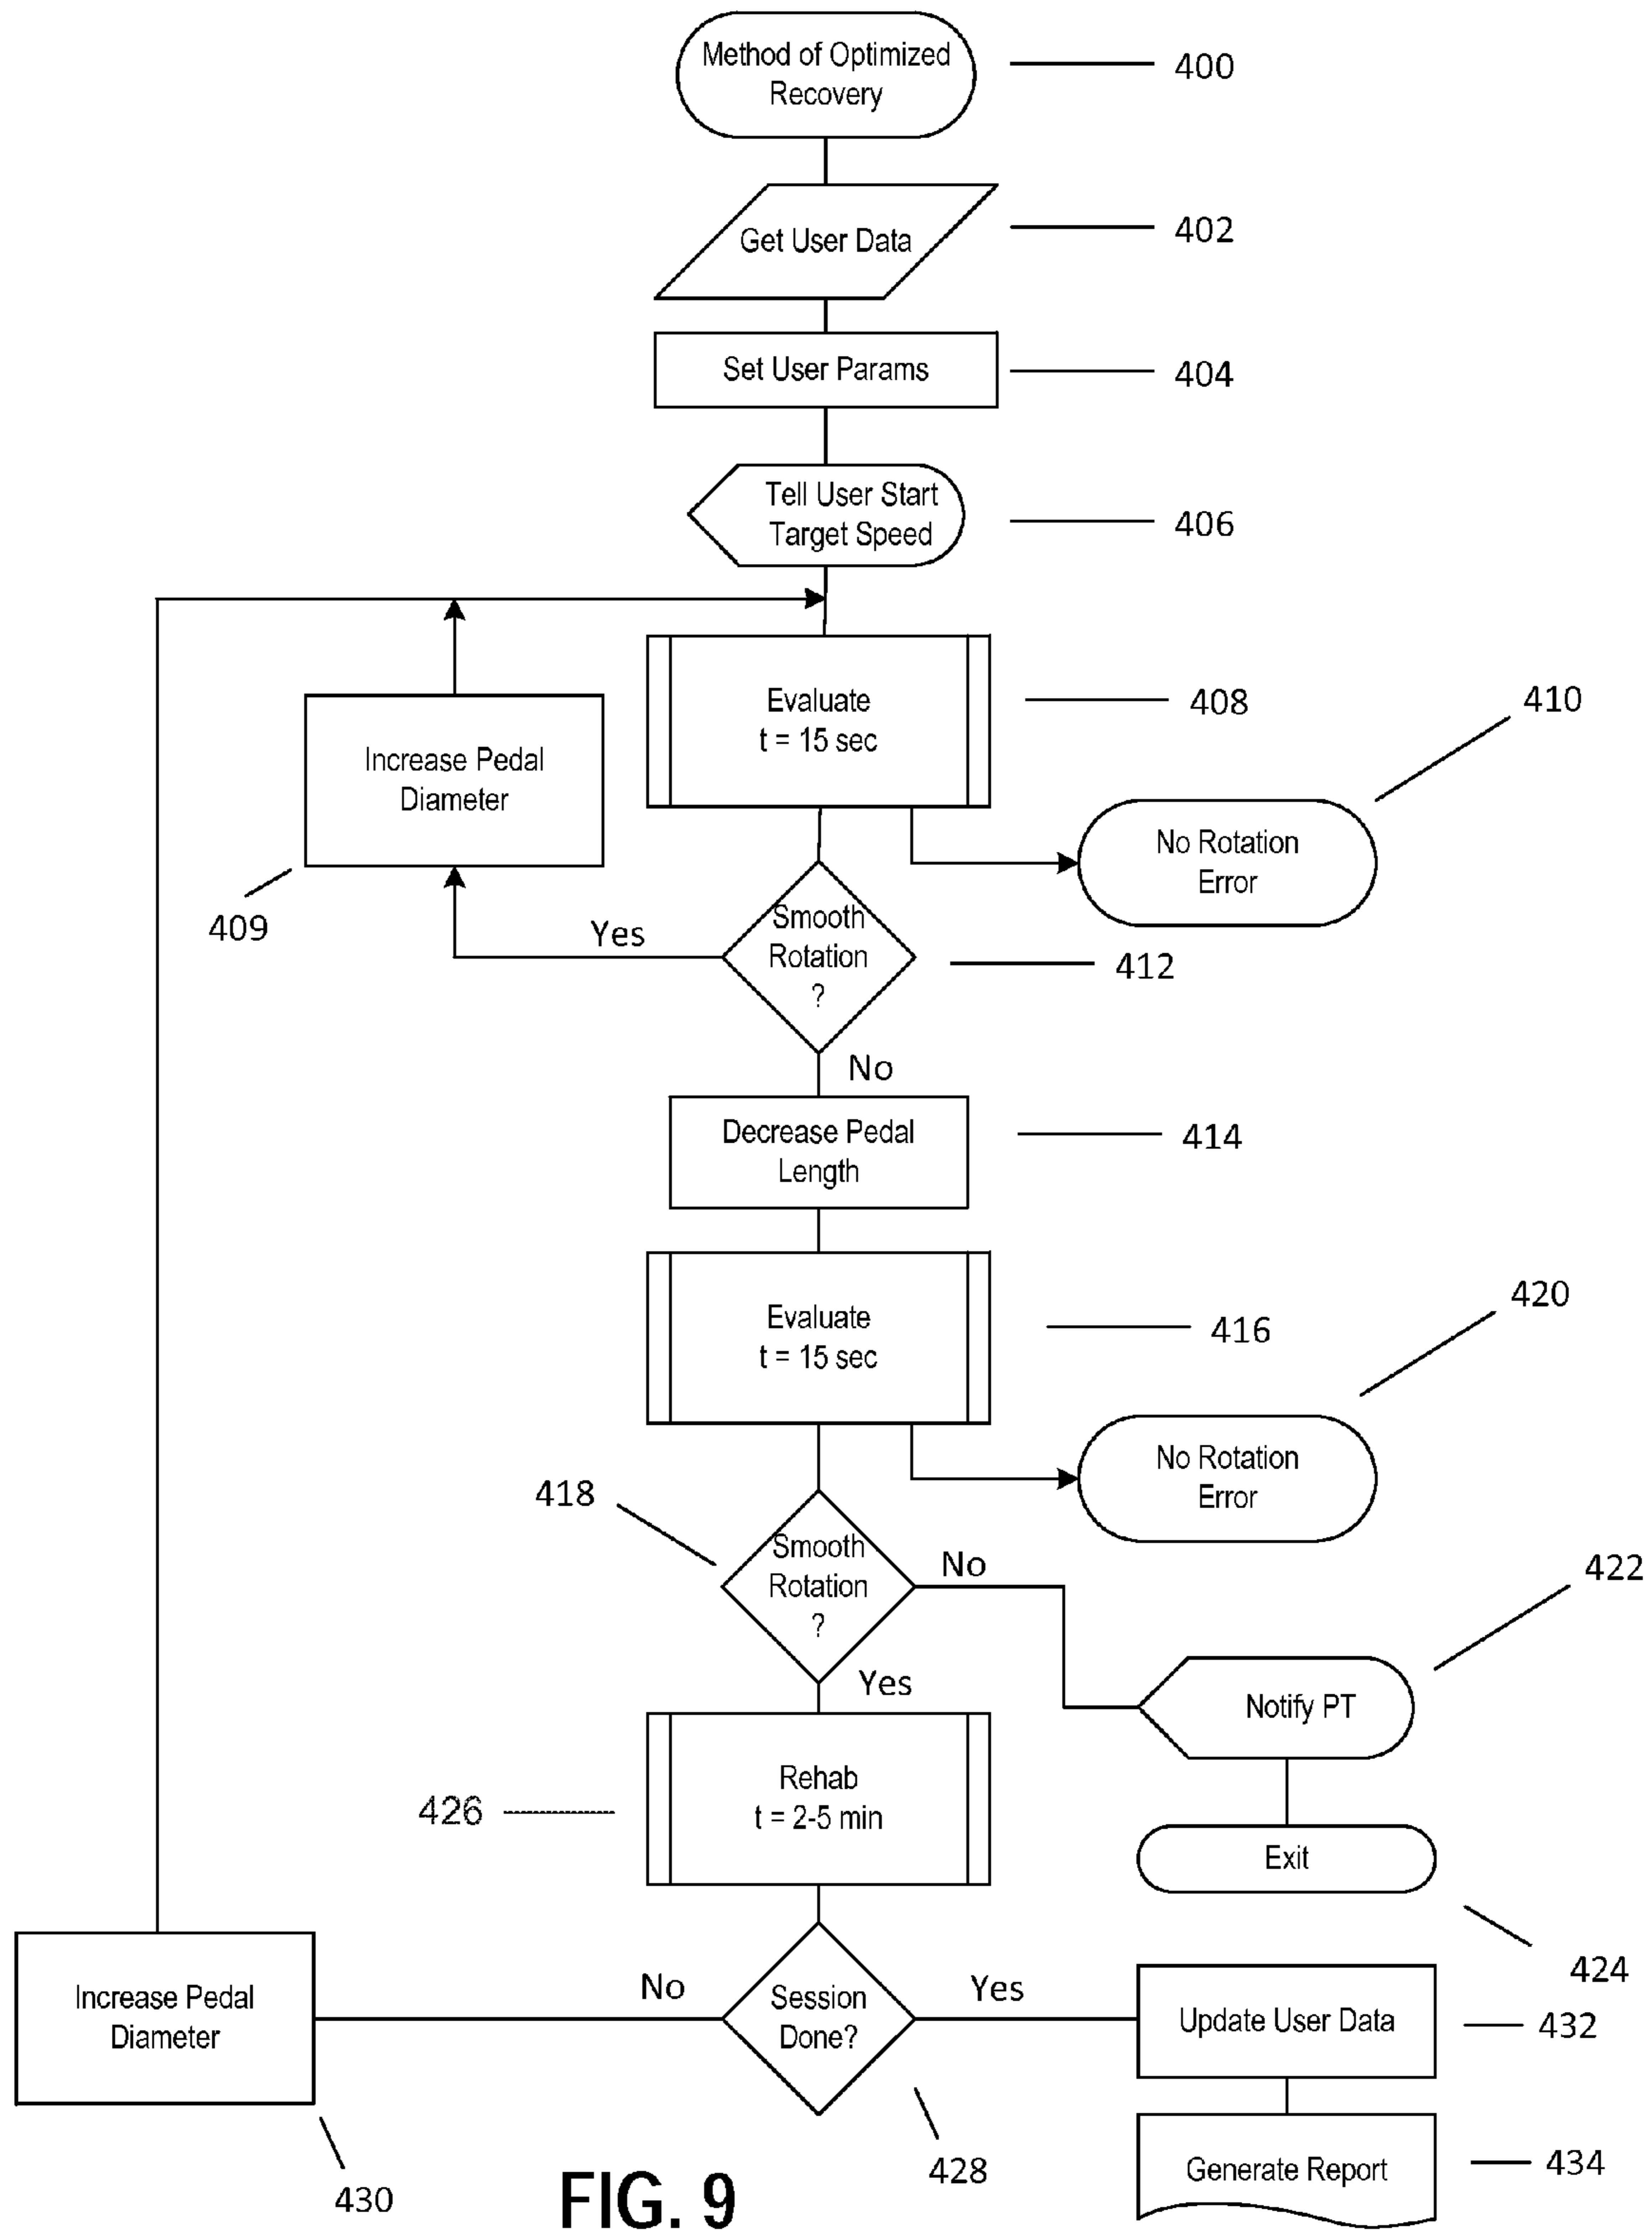 Method of Optimized
Recovery
400
Get User Data
402
Set User Params
404
Tell User Start
Target Speed
406
Evaluate
t = 15 sec
408
410
Increase Pedal
Diameter
409
No Rotation
Error
Yes
Smooth
Rotation
?
412
No
Decrease Pedal
Length
414
Evaluate
t = 15 sec
416
420
No Rotation
Error
418
Smooth
Rotation
?
No
422
Notify PT
Yes
Rehab
t = 2-5 min
426
Exit
424
Increase Pedal
Diameter
430
No
Session
Done?
Yes
428
Update User Data
432
Generate Report
434
FIG. 9